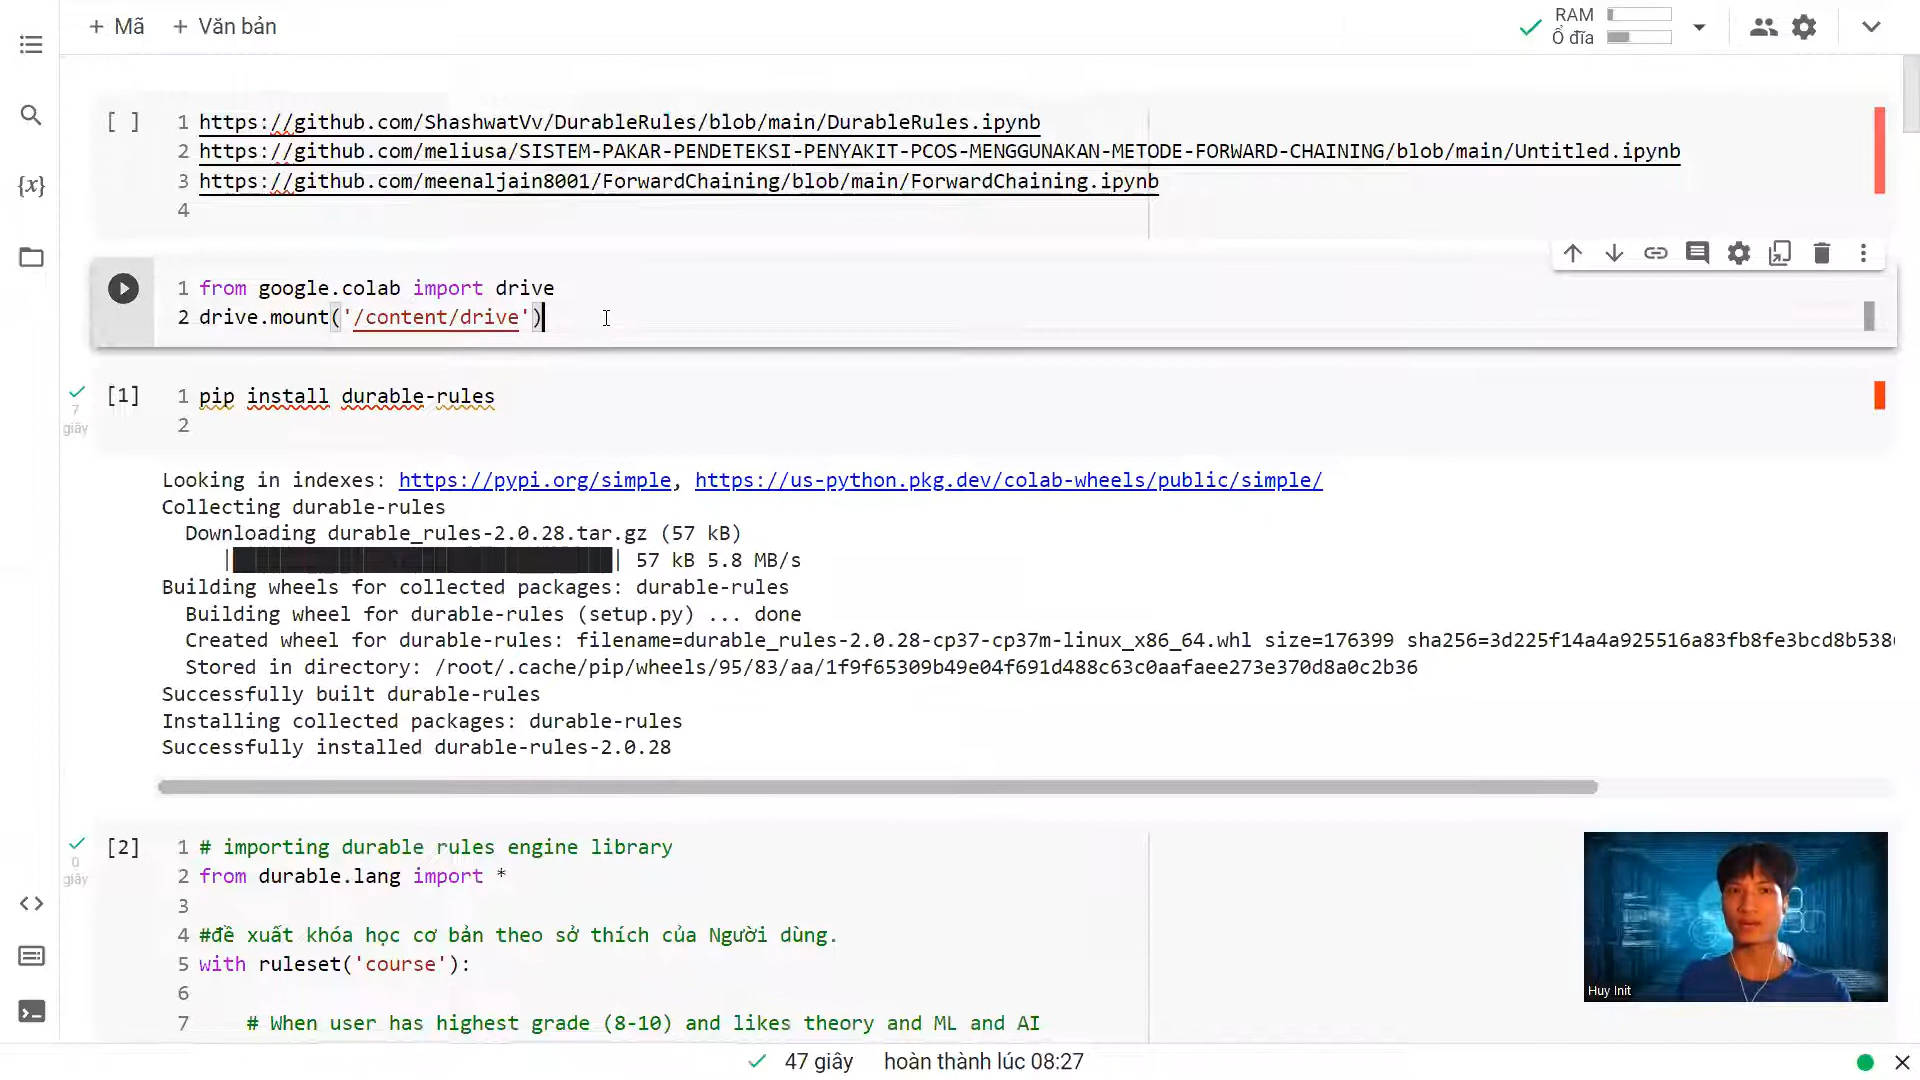 + Mã + Văn bản
RAM
Ổ đĩa
{x}
[ ]
1 https://github.com/ShashwatVv/DurableRules/blob/main/DurableRules.ipynb
2 https://github.com/meliusa/SISTEM-PAKAR-PENDETEKSI-PENYAKIT-PCOS-MENGGUNAKAN-METODE-FORWARD-CHAINING/blob/main/Untitled.ipynb
3 https://github.com/meenaljain8001/ForwardChaining/blob/main/ForwardChaining.ipynb
4
1 from google.colab import drive
2 drive.mount('/content/drive')
7
giây
[1]
1 pip install durable-rules
2
Looking in indexes: https://pypi.org/simple, https://us-python.pkg.dev/colab-wheels/public/simple/
Collecting durable-rules
Downloading durable_rules-2.0.28.tar.gz (57 kB)
| 57 kB 5.8 MB/s
Building wheels for collected packages: durable-rules
Building wheel for durable-rules (setup.py) ... done
Created wheel for durable-rules: filename=durable_rules-2.0.28-cp37-cp37m-linux_x86_64.whl size=176399 sha256=3d225f14a4a925516a83fb8fe3bcd8b538
Stored in directory: /root/.cache/pip/wheels/95/83/aa/1f9f65309b49e04f691d488c63c0aafaee273e370d8a0c2b36
Successfully built durable-rules
Installing collected packages: durable-rules
Successfully installed durable-rules-2.0.28
0
giây
[2]
1 # importing durable rules engine library
2 from durable.lang import *
3
4 #đề xuất khóa học cơ bản theo sở thích của Người dùng.
5 with ruleset('course'):
6
7 # When user has highest grade (8-10) and likes theory and ML and AI
Huy Init
47 giây hoàn thành lúc 08:27